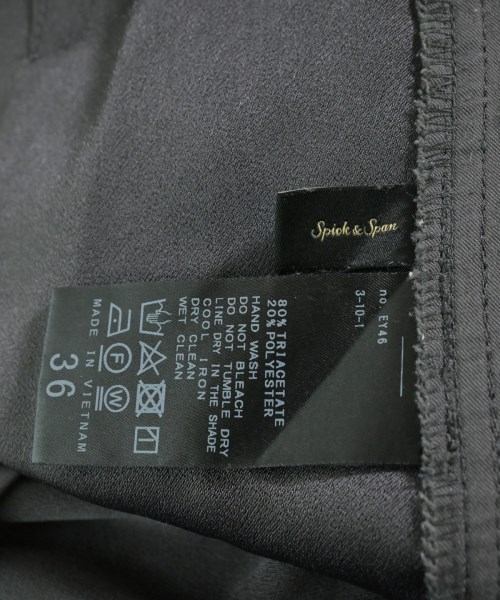 Spick & Span
no. EY46
3-10-1
80% TRIACETATE
20% POLYESTER
HAND WASH
DO NOT BLEACH
DO NOT TUMBLE DRY
LINE DRY IN THE SHADE
COOL IRON
DRY CLEAN
WET CLEAN
F
W
MADE IN VIETNAM
36